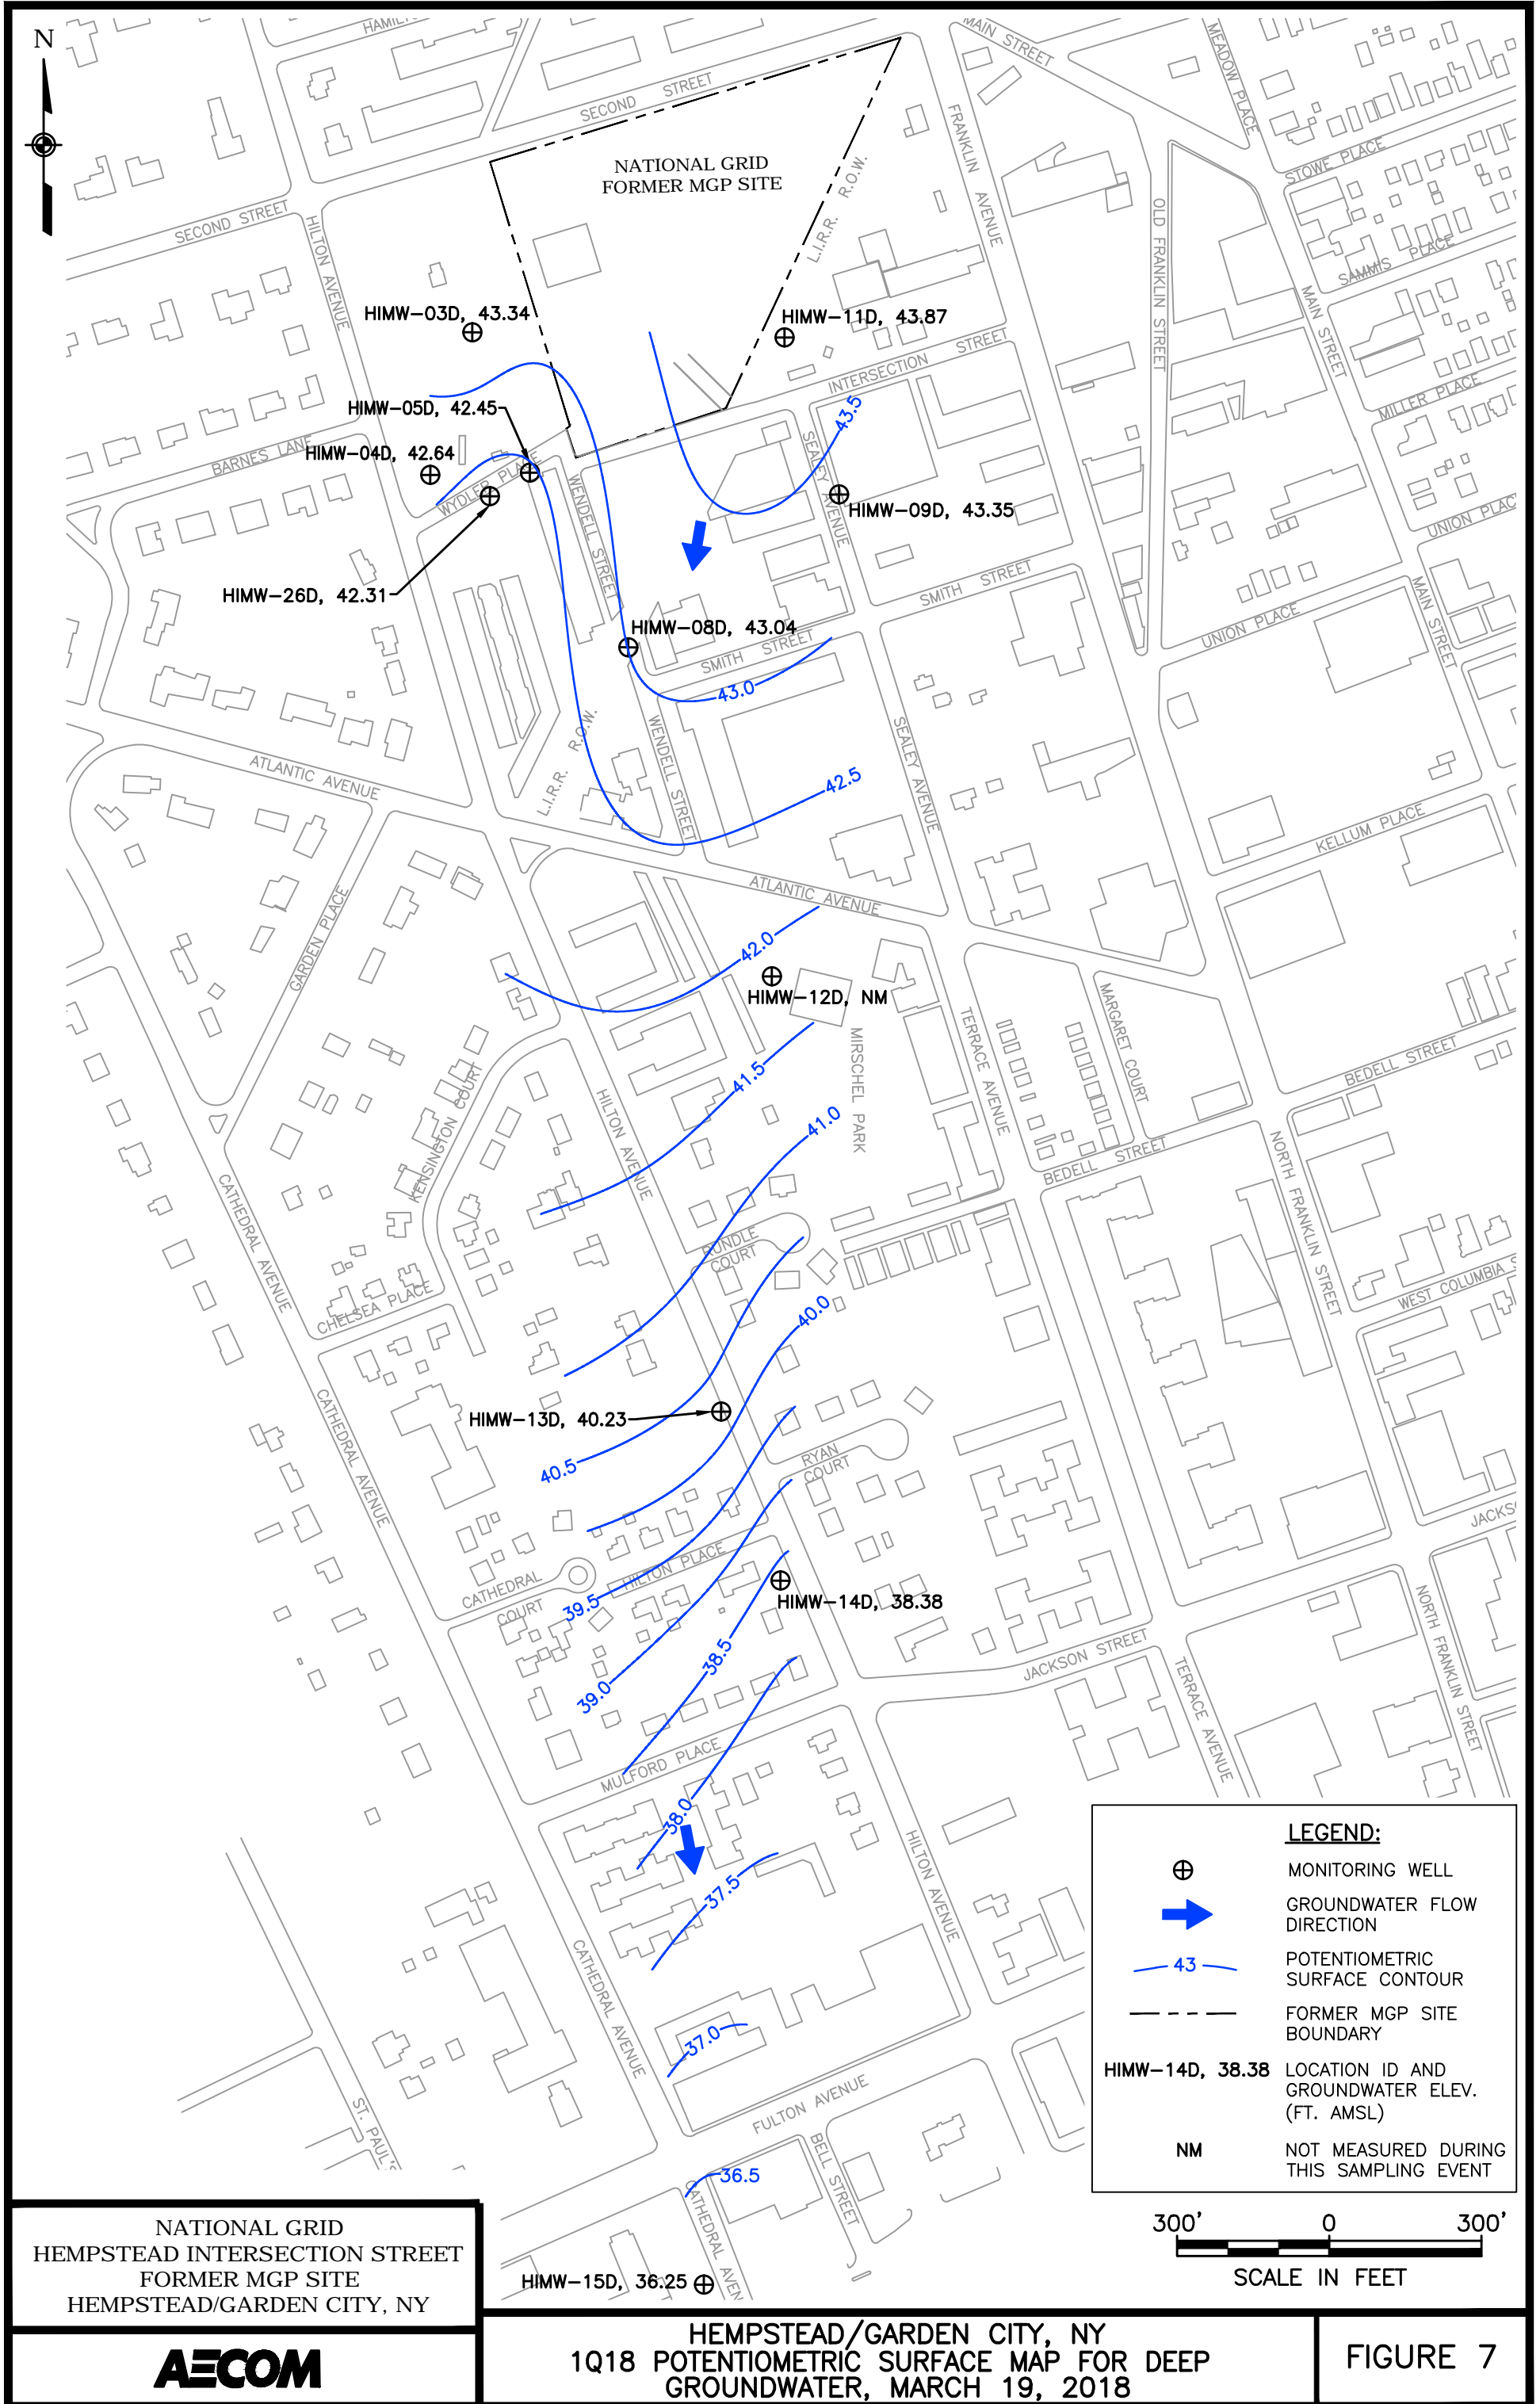 N
HAMIL
MAIN STREET
MEADOW PLACE
SECOND STREET
NATIONAL GRID
FORMER MGP SITE
FRANKLIN AVENUE
STOWE PLACE
L.I.R.R. R.O.W.
SECOND STREET
HILTON AVENUE
OLD FRANKLIN STREET
SAMMIS PLACE
MAIN STREET
HIMW-03D, 43.34
HIMW-11D, 43.87
INTERSECTION STREET
HIMW-05D, 42.45
43.5
MILLER PLACE
BARNES LANE
HIMW-04D, 42.64
WYDLER PLACE
WENDELL STREET
SEALEY AVENUE
HIMW-09D, 43.35
UNION PLAC
HIMW-26D, 42.31
SMITH STREET
MAIN STREET
HIMW-08D, 43.04
SMITH STREET
UNION PLACE
43.0
L.I.R.R. R.O.W.
WENDELL STREET
SEALEY AVENUE
ATLANTIC AVENUE
42.5
KELLUM PLACE
GARDEN PLACE
ATLANTIC AVENUE
42.0
HIMW-12D, NM
MIRSCHEL PARK
TERRACE AVENUE
MARGARET COURT
BEDELL STREET
41.5
KENSINGTON COURT
HILTON AVENUE
41.0
BEDELL STREET
NORTH FRANKLIN STREET
CATHEDRAL AVENUE
RUNDLE
COURT
CHELSEA PLACE
WEST COLUMBIA S
40.0
CATHEDRAL AVENUE
HIMW-13D, 40.23
40.5
RYAN
COURT
JACKS
CATHEDRAL
COURT
HILTON PLACE
39.5
HIMW-14D, 38.38
NORTH FRANKLIN STREET
39.0
38.5
JACKSON STREET
TERRACE AVENUE
MULFORD PLACE
38.0
HILTON AVENUE
37.5
CATHEDRAL AVENUE
37.0
FULTON AVENUE
ST. PAUL'S
BELL STREET
36.5
CATHEDRAL AVEN
HIMW-15D, 36.25
LEGEND:
MONITORING WELL
GROUNDWATER FLOW
DIRECTION
43
POTENTIOMETRIC
SURFACE CONTOUR
FORMER MGP SITE
BOUNDARY
HIMW-14D, 38.38 LOCATION ID AND
GROUNDWATER ELEV.
(FT. AMSL)
NM NOT MEASURED DURING
THIS SAMPLING EVENT
300' 0 300'
SCALE IN FEET
NATIONAL GRID
HEMPSTEAD INTERSECTION STREET
FORMER MGP SITE
HEMPSTEAD/GARDEN CITY, NY
AECOM
HEMPSTEAD/GARDEN CITY, NY
1Q18 POTENTIOMETRIC SURFACE MAP FOR DEEP
GROUNDWATER, MARCH 19, 2018
FIGURE 7